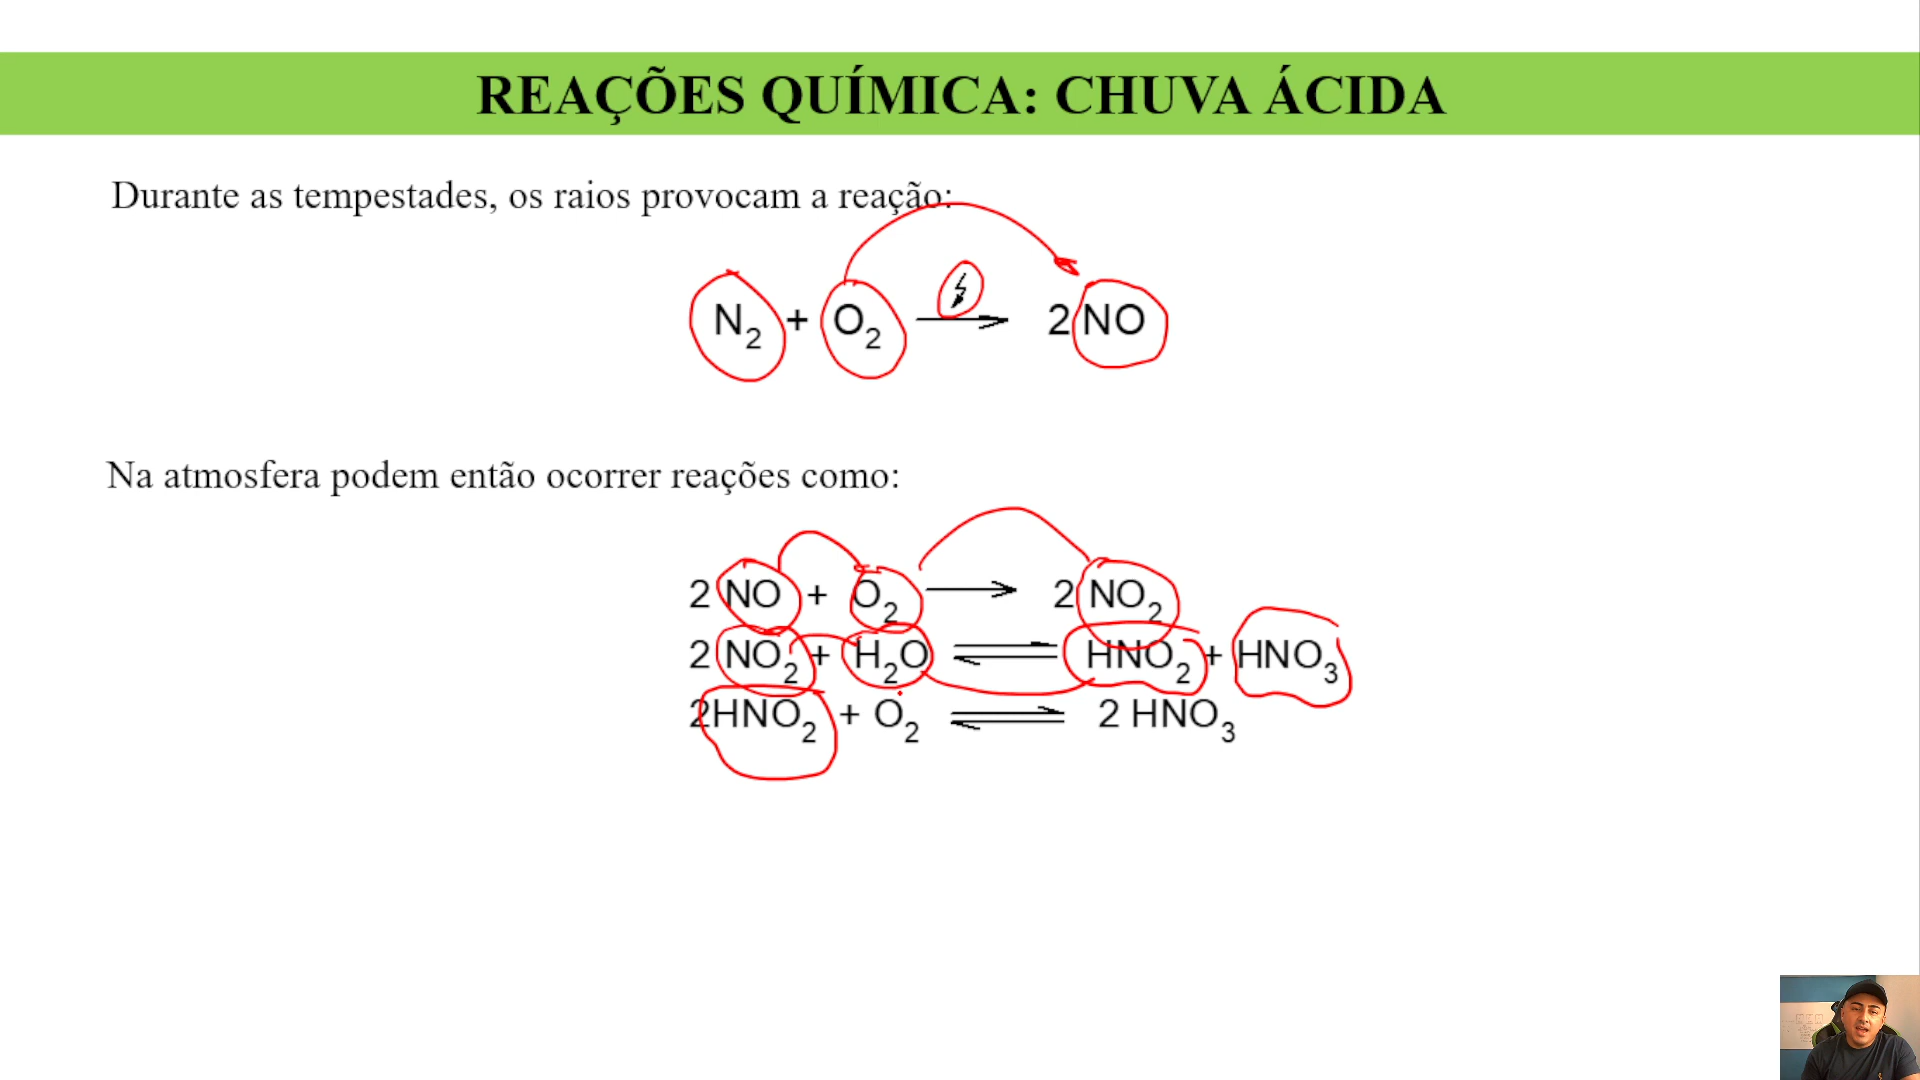 REAÇÕES QUÍMICA: CHUVA ÁCIDA
Durante as tempestades, os raios provocam a reação:
N₂ + O₂ → 2 NO
Na atmosfera podem então ocorrer reações como:
2 NO + O₂ → 2 NO₂
2 NO₂ + H₂O ⇌ HNO₂ + HNO₃
2HNO₂ + O₂ ⇌ 2 HNO₃